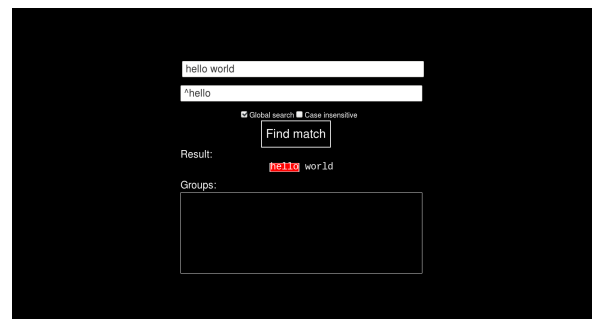 hello world
^hello
Global search Case insensitive
Find match
Result:
hello world
Groups: